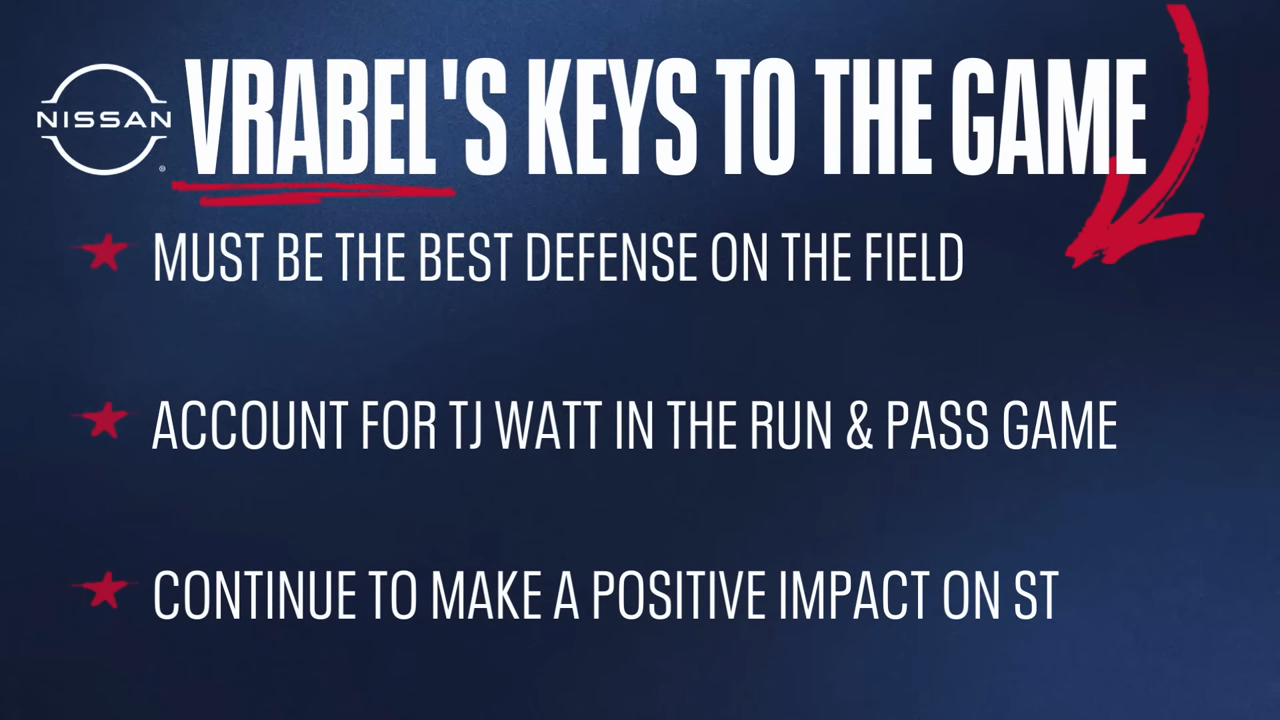 NISSAN
VRABEL'S KEYS TO THE GAME
MUST BE THE BEST DEFENSE ON THE FIELD
ACCOUNT FOR TJ WATT IN THE RUN & PASS GAME
CONTINUE TO MAKE A POSITIVE IMPACT ON ST